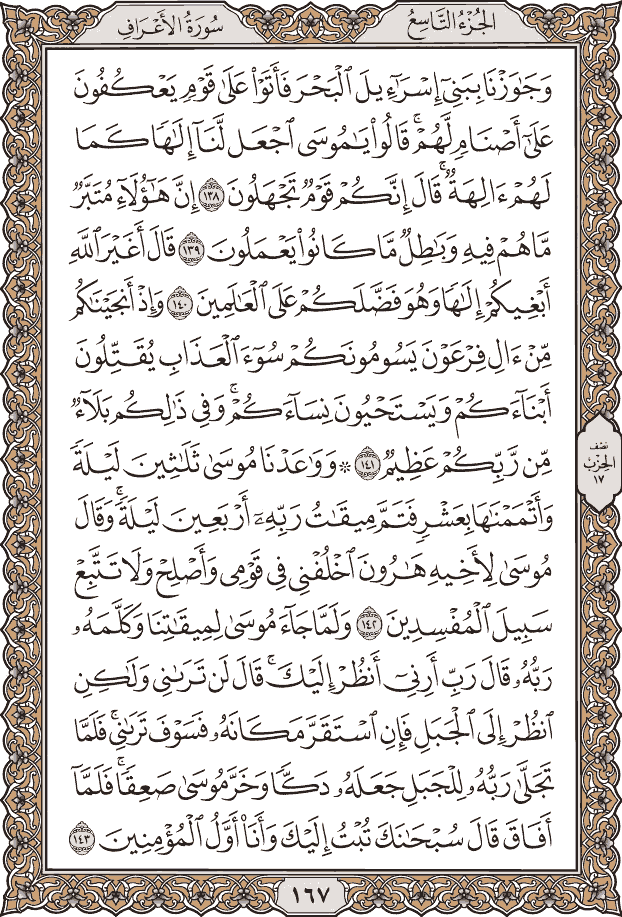 الجُزْءُ التَّاسِعُ
سُورَةُ الأَعْرَافِ
وَجَٰوَزْنَا بِبَنِىٓ إِسْرَٰٓءِيلَ ٱلْبَحْرَ فَأَتَوْا۟ عَلَىٰ قَوْمٍ يَعْكُفُونَ
عَلَىٰٓ أَصْنَامٍ لَّهُمْ ۚ قَالُوا۟ يَٰمُوسَى ٱجْعَل لَّنَآ إِلَٰهًا كَمَا
لَهُمْ ءَالِهَةٌ ۚ قَالَ إِنَّكُمْ قَوْمٌ تَجْهَلُونَ ١٣٨ إِنَّ هَٰٓؤُلَآءِ مُتَبَّرٌ
مَّا هُمْ فِيهِ وَبَٰطِلٌ مَّا كَانُوا۟ يَعْمَلُونَ ١٣٩ قَالَ أَغَيْرَ ٱللَّهِ
أَبْغِيكُمْ إِلَٰهًا وَهُوَ فَضَّلَكُمْ عَلَى ٱلْعَٰلَمِينَ ١٤٠ وَإِذْ أَنجَيْنَٰكُم
مِّنْ ءَالِ فِرْعَوْنَ يَسُومُونَكُمْ سُوٓءَ ٱلْعَذَابِ يُقَتِّلُونَ
أَبْنَآءَكُمْ وَيَسْتَحْيُونَ نِسَآءَكُمْ ۚ وَفِى ذَٰلِكُم بَلَآءٌ
مِّن رَّبِّكُمْ عَظِيمٌ ١٤١ ۞ وَوَٰعَدْنَا مُوسَىٰ ثَلَٰثِينَ لَيْلَةً
وَأَتْمَمْنَٰهَا بِعَشْرٍ فَتَمَّ مِيقَٰتُ رَبِّهِۦٓ أَرْبَعِينَ لَيْلَةً ۚ وَقَالَ
مُوسَىٰ لِأَخِيهِ هَٰرُونَ ٱخْلُفْنِى فِى قَوْمِى وَأَصْلِحْ وَلَا تَتَّبِعْ
سَبِيلَ ٱلْمُفْسِدِينَ ١٤٢ وَلَمَّا جَآءَ مُوسَىٰ لِمِيقَٰتِنَا وَكَلَّمَهُۥ
رَبُّهُۥ قَالَ رَبِّ أَرِنِىٓ أَنظُرْ إِلَيْكَ ۚ قَالَ لَن تَرَىٰنِى وَلَٰكِنِ
ٱنظُرْ إِلَى ٱلْجَبَلِ فَإِنِ ٱسْتَقَرَّ مَكَانَهُۥ فَسَوْفَ تَرَىٰنِى ۚ فَلَمَّا
تَجَلَّىٰ رَبُّهُۥ لِلْجَبَلِ جَعَلَهُۥ دَكًّا وَخَرَّ مُوسَىٰ صَعِقًا ۚ فَلَمَّآ
أَفَاقَ قَالَ سُبْحَٰنَكَ تُبْتُ إِلَيْكَ وَأَنَا۠ أَوَّلُ ٱلْمُؤْمِنِينَ ١٤٣
نصف
الحِزْب
١٧
١٦٧